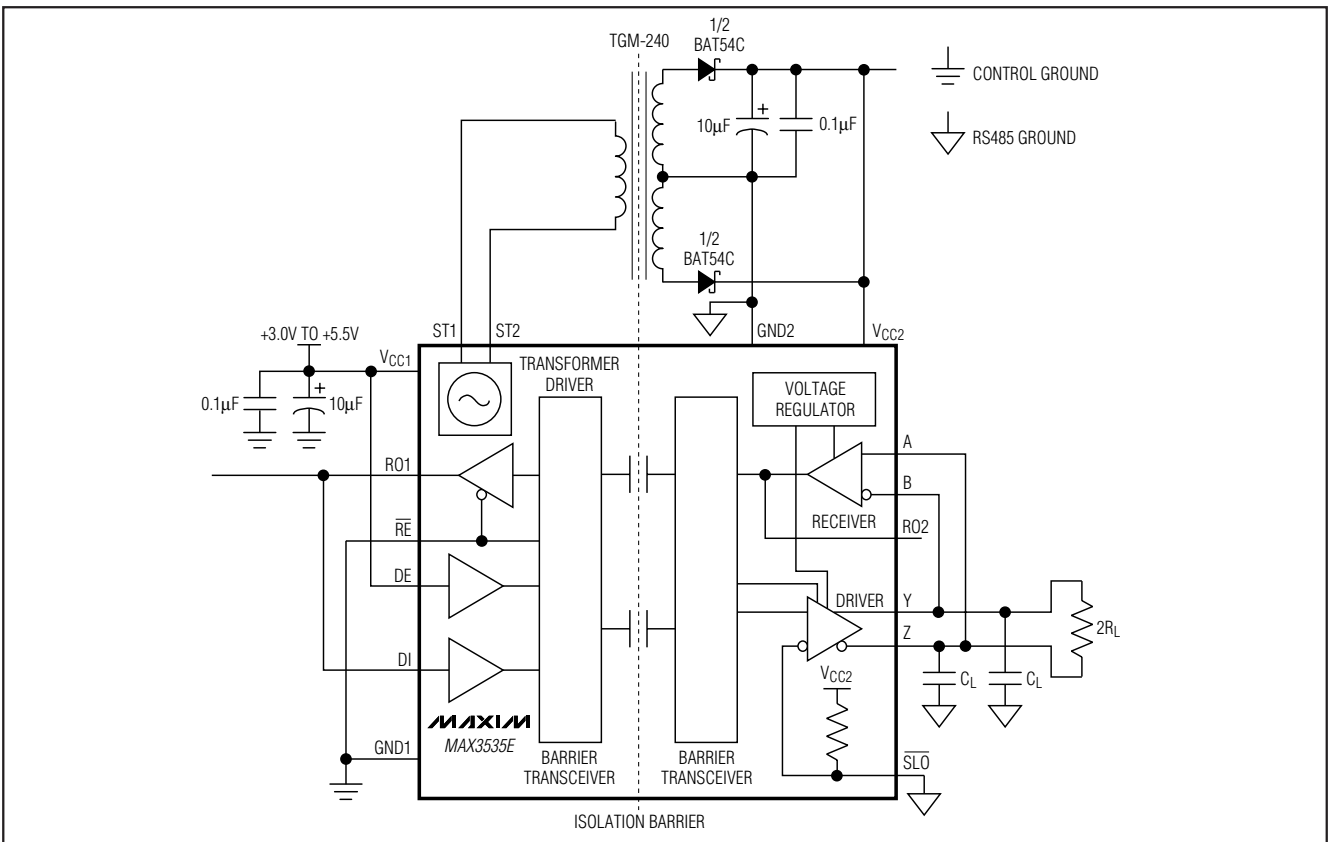 TGM-240
1/2
BAT54C
CONTROL GROUND
10µF
+
0.1µF
RS485 GROUND
1/2
BAT54C
+3.0V TO +5.5V
ST1
ST2
GND2
VCC2
VCC1
TRANSFORMER
DRIVER
VOLTAGE
REGULATOR
0.1µF
+
10µF
A
RO1
B
RECEIVER
RO2
RE
DE
DRIVER
Y
Z
2RL
DI
VCC2
CL
CL
MAXIM
MAX3535E
GND1
BARRIER
TRANSCEIVER
BARRIER
TRANSCEIVER
SLO
ISOLATION BARRIER